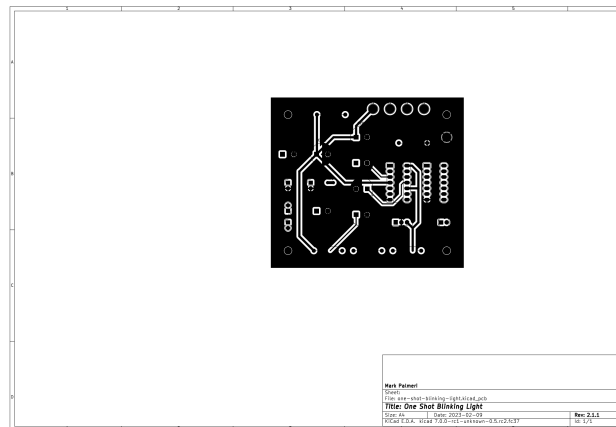 1 2 3 4 5
A
B
C
D
Mark Palmeri
Sheet:
File: one-shot-blinking-light.kicad_pcb
Title: One Shot Blinking Light
Size: A4 Date: 2023-02-09 Rev: 2.1.1
KiCad E.D.A. kicad 7.0.0-rc1-unknown-0.5.rc2.fc37 Id: 1/1